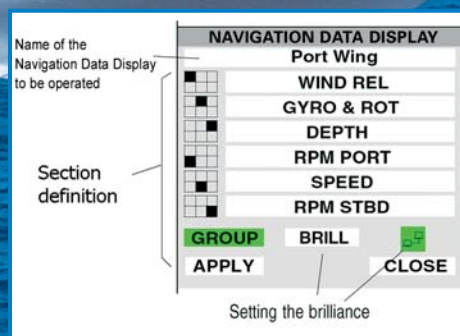 NAVIGATION DATA DISPLAY
Name of the
Navigation Data Display
to be operated
Port Wing
WIND REL
GYRO & ROT
DEPTH
RPM PORT
SPEED
RPM STBD
Section
definition
GROUP BRILL
APPLY CLOSE
Setting the brilliance